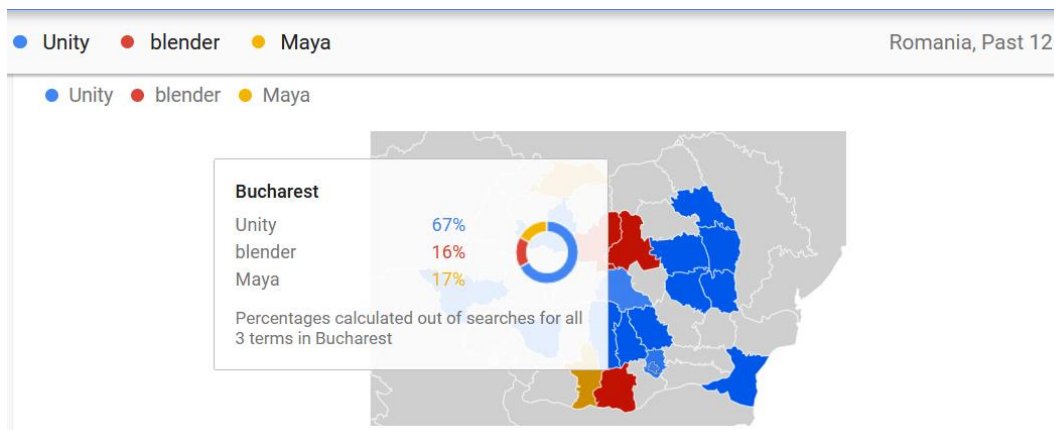 Unity blender Maya Romania, Past 12
Unity blender Maya
Bucharest
Unity 67%
blender 16%
Maya 17%
Percentages calculated out of searches for all
3 terms in Bucharest